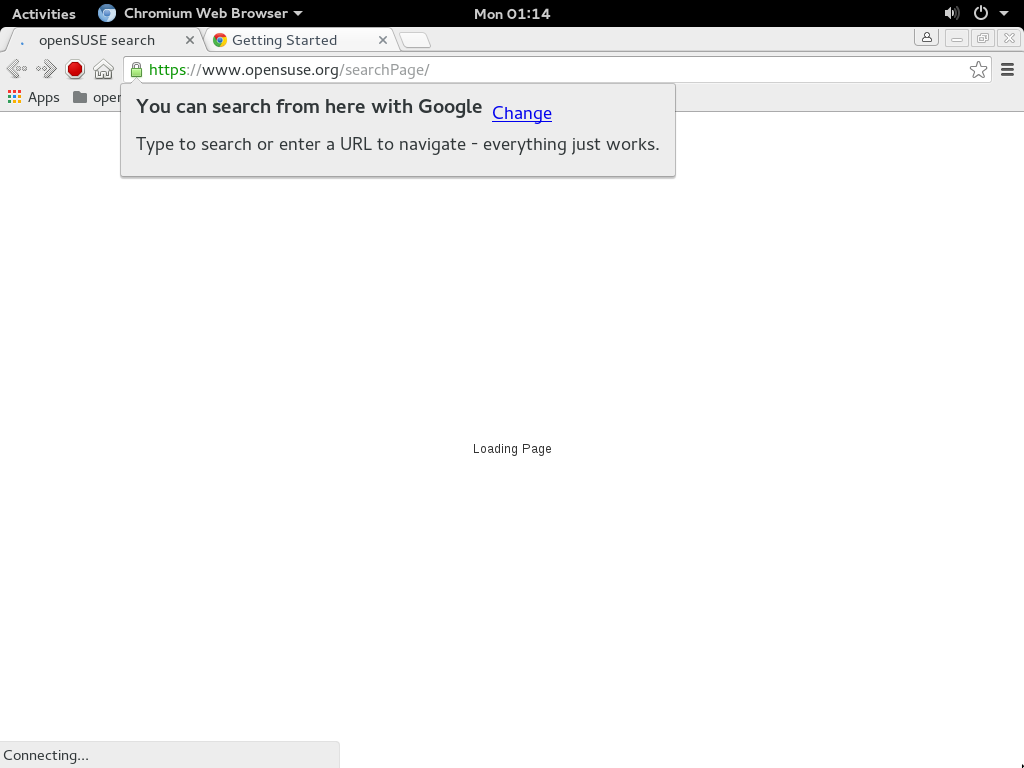 Activities Chromium Web Browser Mon 01:14
openSUSE search Getting Started
https://www.opensuse.org/searchPage/
Apps oper
You can search from here with Google Change
Type to search or enter a URL to navigate - everything just works.
Loading Page
Connecting...